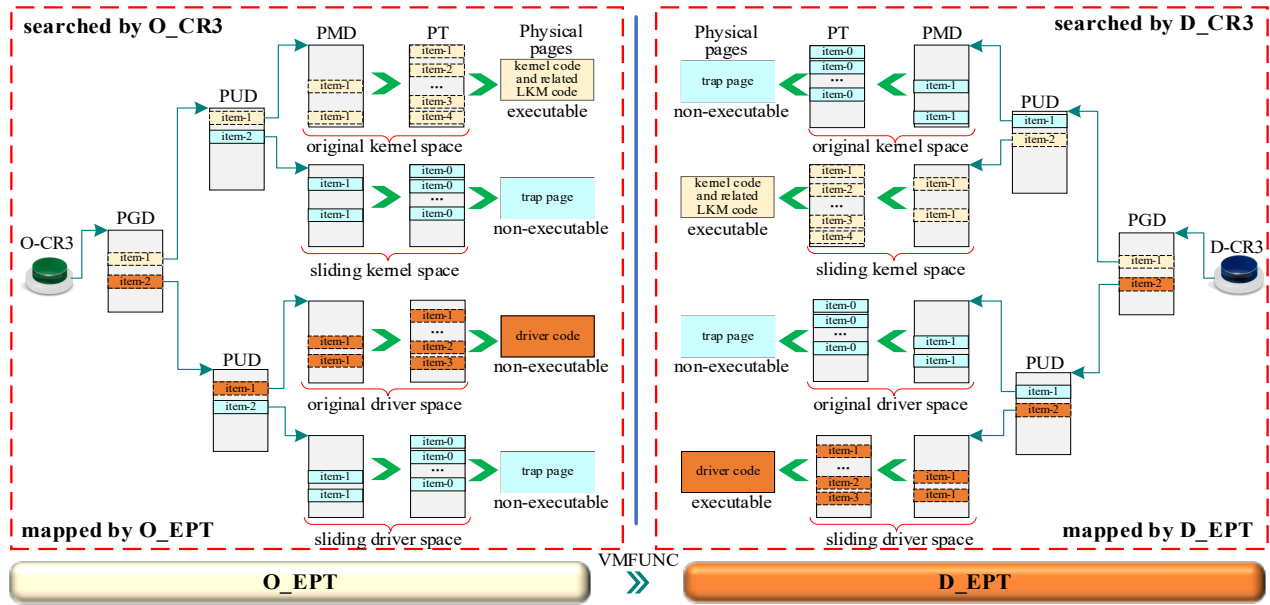 searched by O_CR3
PMD
PT
Physical
pages
item-1
item-2
...
item-3
item-4
item-1
item-1
kernel code
and related
LKM code
executable
original kernel space
PUD
item-1
item-2
item-1
item-1
item-0
item-0
...
item-0
trap page
non-executable
sliding kernel space
PGD
O-CR3
item-1
item-2
item-1
item-1
item-1
...
item-2
item-3
driver code
non-executable
original driver space
PUD
item-1
item-2
item-1
item-1
item-0
item-0
...
item-0
trap page
non-executable
sliding driver space
mapped by O_EPT
searched by D_CR3
Physical
pages
PT
PMD
trap page
non-executable
item-0
item-0
...
item-0
item-1
item-1
original kernel space
PUD
item-1
item-2
kernel code
and related
LKM code
executable
item-1
item-2
...
item-3
item-4
item-1
item-1
sliding kernel space
PGD
D-CR3
item-1
item-2
trap page
non-executable
item-0
item-0
...
item-0
item-1
item-1
original driver space
PUD
item-1
item-2
driver code
executable
item-1
...
item-2
item-3
item-1
item-1
sliding driver space
mapped by D_EPT
O_EPT
VMFUNC
D_EPT